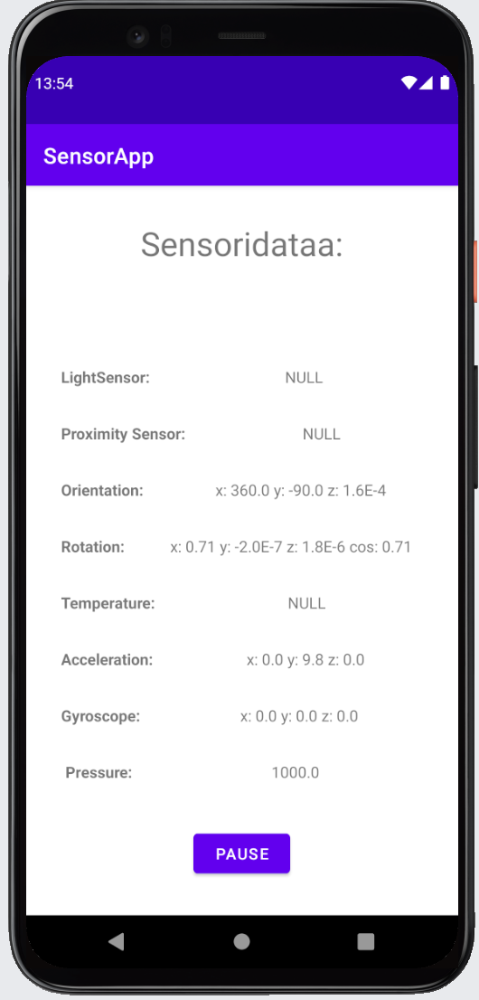 13:54
SensorApp
Sensoridataa:
LightSensor: NULL
Proximity Sensor: NULL
Orientation: x: 360.0 y: -90.0 z: 1.6E-4
Rotation: x: 0.71 y: -2.0E-7 z: 1.8E-6 cos: 0.71
Temperature: NULL
Acceleration: x: 0.0 y: 9.8 z: 0.0
Gyroscope: x: 0.0 y: 0.0 z: 0.0
Pressure: 1000.0
PAUSE